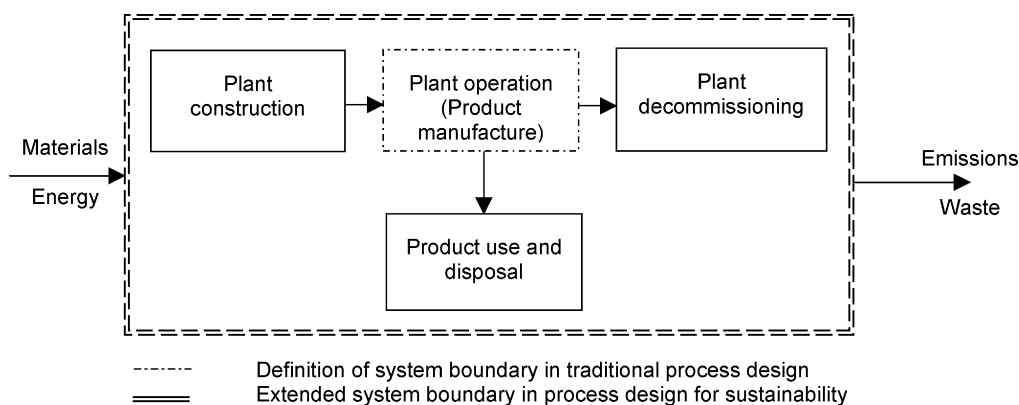 Plant
construction
Plant operation
(Product
manufacture)
Plant
decommissioning
Materials
Energy
Emissions
Waste
Product use and
disposal
Definition of system boundary in traditional process design
Extended system boundary in process design for sustainability